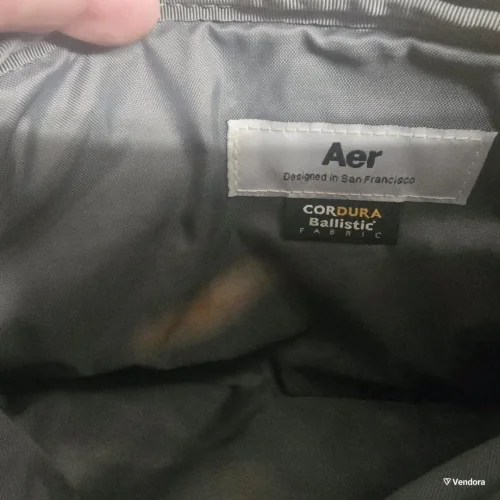 Aer
Designed in San Francisco
CORDURA
Ballistic
FABRIC
Vendora